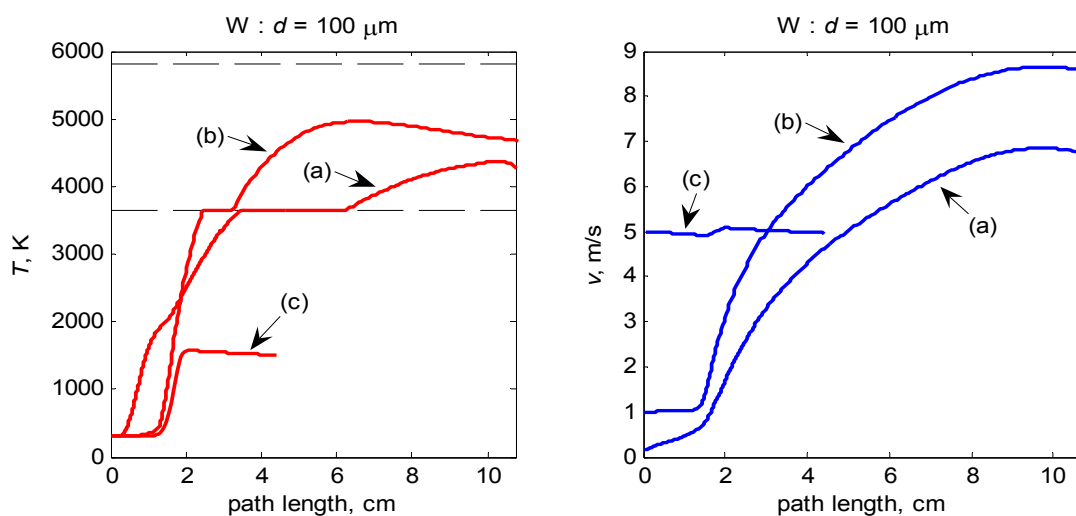 W : d = 100 μm
6000
5000
4000
3000
2000
1000
0
T, K
(b)
(a)
(c)
0
2
4
6
8
10
path length, cm
W : d = 100 μm
9
8
7
6
5
4
3
2
1
0
v, m/s
(b)
(c)
(a)
0
2
4
6
8
10
path length, cm